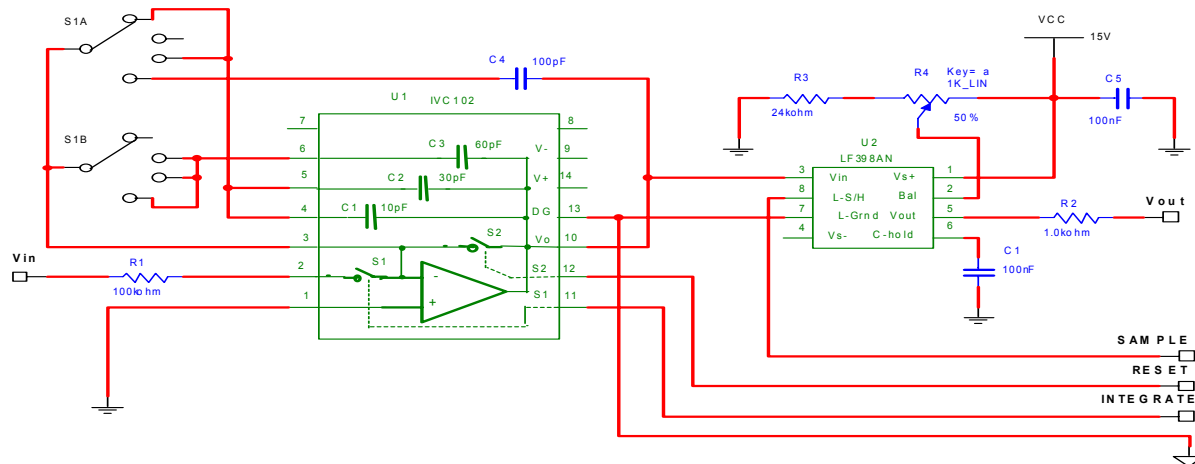 S1A
C4
100pF
VCC
15V
U1
IVC102
R3
24kohm
R4
Key= a
1K_LIN
50%
C5
100nF
S1B
7
8
6
C3
60pF
V-
9
5
C2
30pF
V+
14
4
C1
10pF
DG
13
3
Vo
10
S2
2
S1
S2
12
1
-
+
S1
11
Vin
R1
100kohm
U2
LF398AN
3
Vin
Vs+
1
8
L-S/H
Bal
2
7
L-Grnd
Vout
5
4
Vs-
C-hold
6
R2
1.0kohm
Vout
C1
100nF
SAMPLE
RESET
INTEGRATE